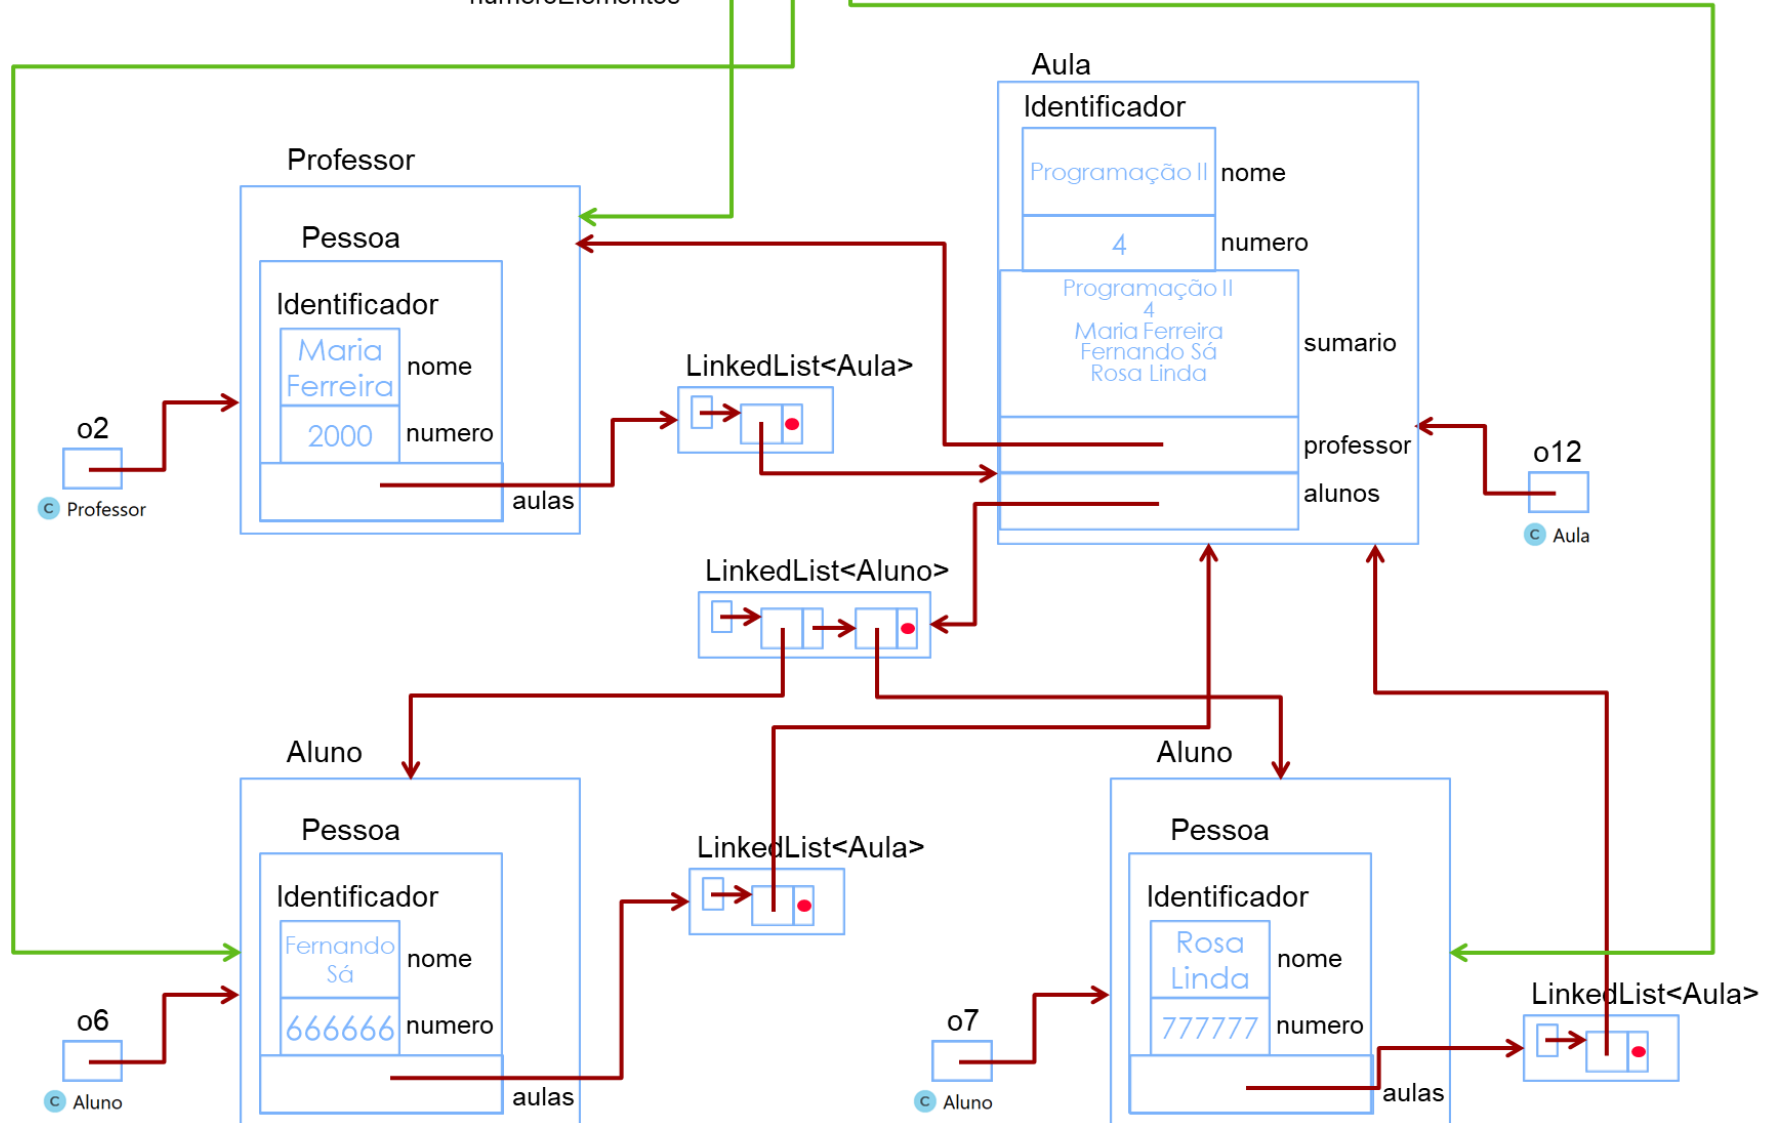 numeroElementos
Aula
Identificador
Programação II
nome
4
numero
Programação II
4
Maria Ferreira
Fernando Sá
Rosa Linda
sumario
professor
alunos
o12
C Aula
Professor
Pessoa
Identificador
Maria
Ferreira
nome
2000
numero
aulas
o2
C Professor
LinkedList<Aula>
LinkedList<Aluno>
Aluno
Pessoa
Identificador
Fernando
Sá
nome
666666
numero
aulas
o6
C Aluno
LinkedList<Aula>
Aluno
Pessoa
Identificador
Rosa
Linda
nome
777777
numero
aulas
o7
C Aluno
LinkedList<Aula>